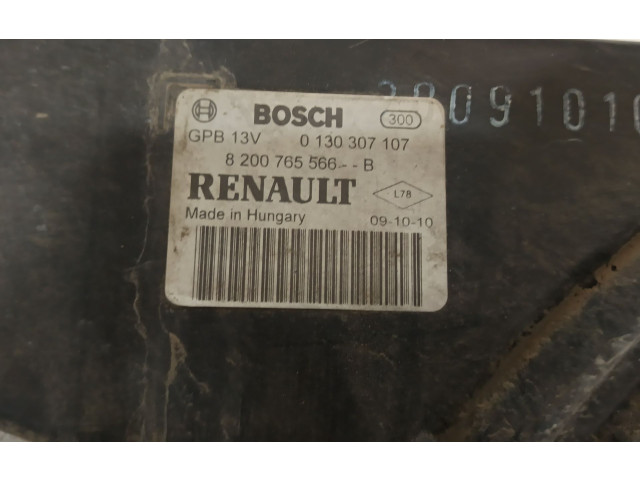 20091010
BOSCH 300
GPB 13V 0 130 307 107
8 200 765 566 - - B
RENAULT L78
Made in Hungary 09-10-10